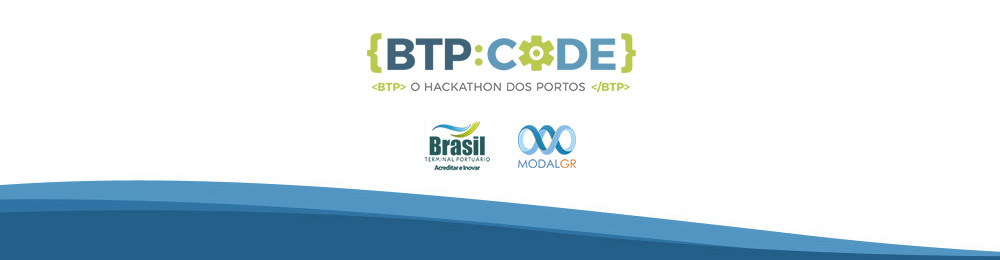 {BTP:CODE}
<BTP> O HACKATHON DOS PORTOS </BTP>
Brasil
TERMINAL PORTUÁRIO
Acreditar e Inovar
MODALGR